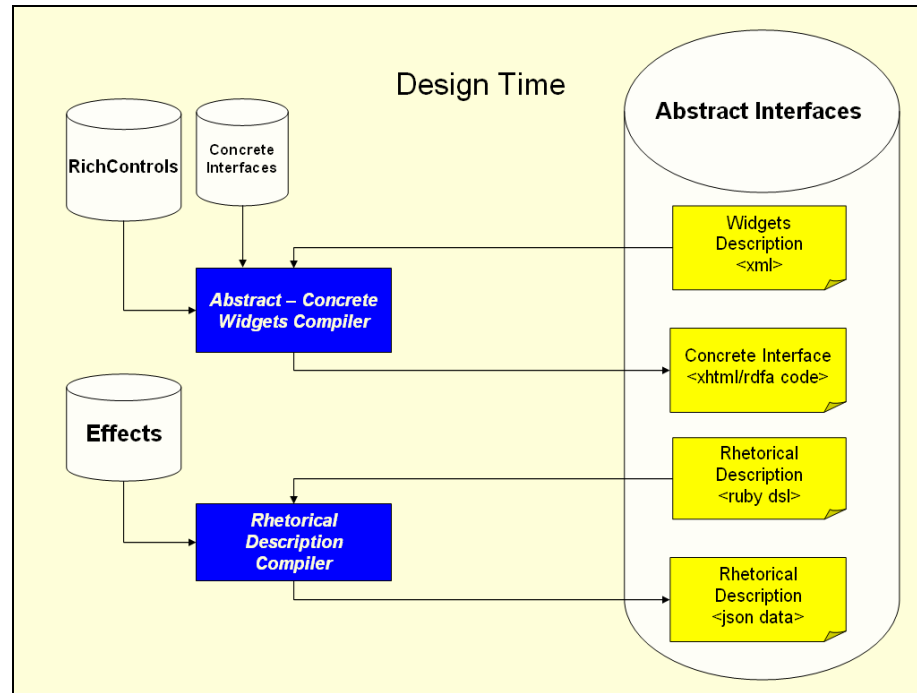 Design Time
Abstract Interfaces
RichControls
Concrete
Interfaces
Widgets
Description
<xml>
Abstract – Concrete
Widgets Compiler
Concrete Interface
<xhtml/rdfa code>
Effects
Rhetorical
Description
<ruby dsl>
Rhetorical
Description
Compiler
Rhetorical
Description
<json data>